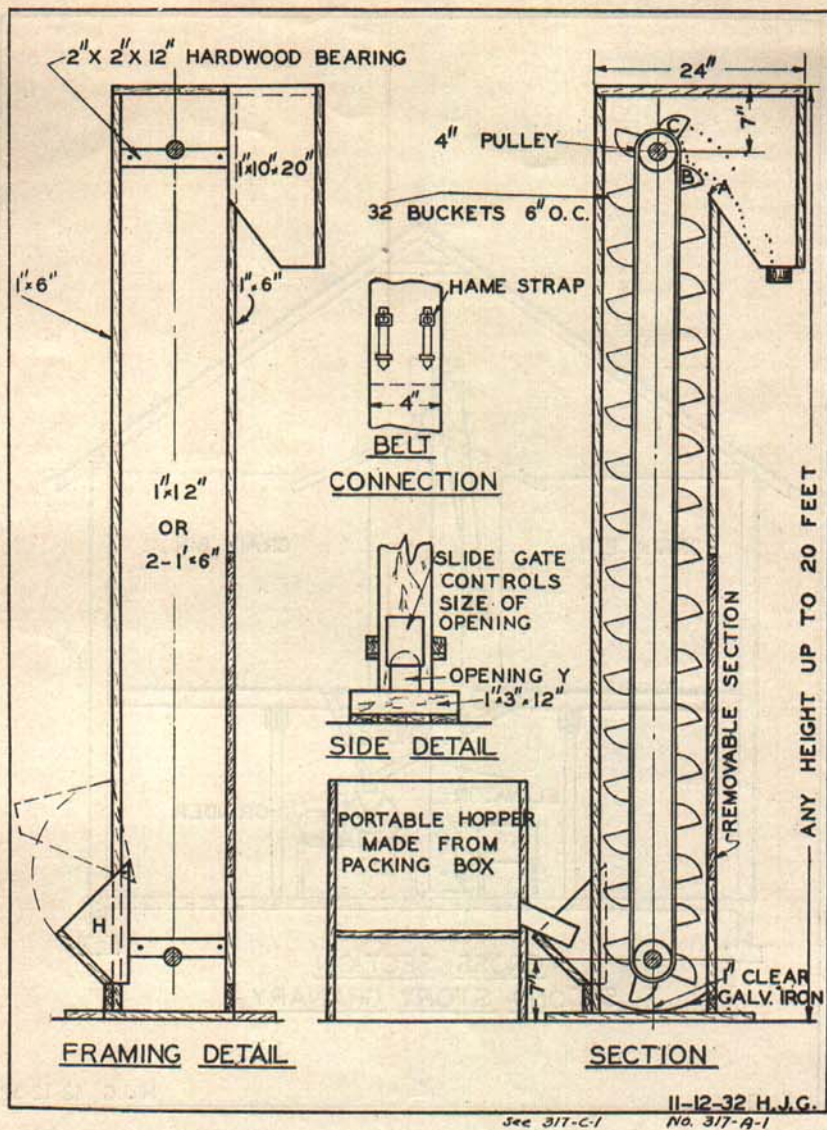 2" X 2" X 12" HARDWOOD BEARING
24"
7"
4" PULLEY
C
B
A
1"x10"x20"
32 BUCKETS 6" O.C.
1"x6"
1"x6"
HAME STRAP
4"
BELT
CONNECTION
1"x12"
OR
2-1'x6"
SLIDE GATE
CONTROLS
SIZE OF
OPENING
OPENING Y
1"x3"x12"
SIDE DETAIL
REMOVABLE SECTION
ANY HEIGHT UP TO 20 FEET
PORTABLE HOPPER
MADE FROM
PACKING BOX
H
7"
1" CLEAR
GALV. IRON
FRAMING DETAIL
SECTION
11-12-32 H.J.G.
See 317-C-1
No. 317-A-1